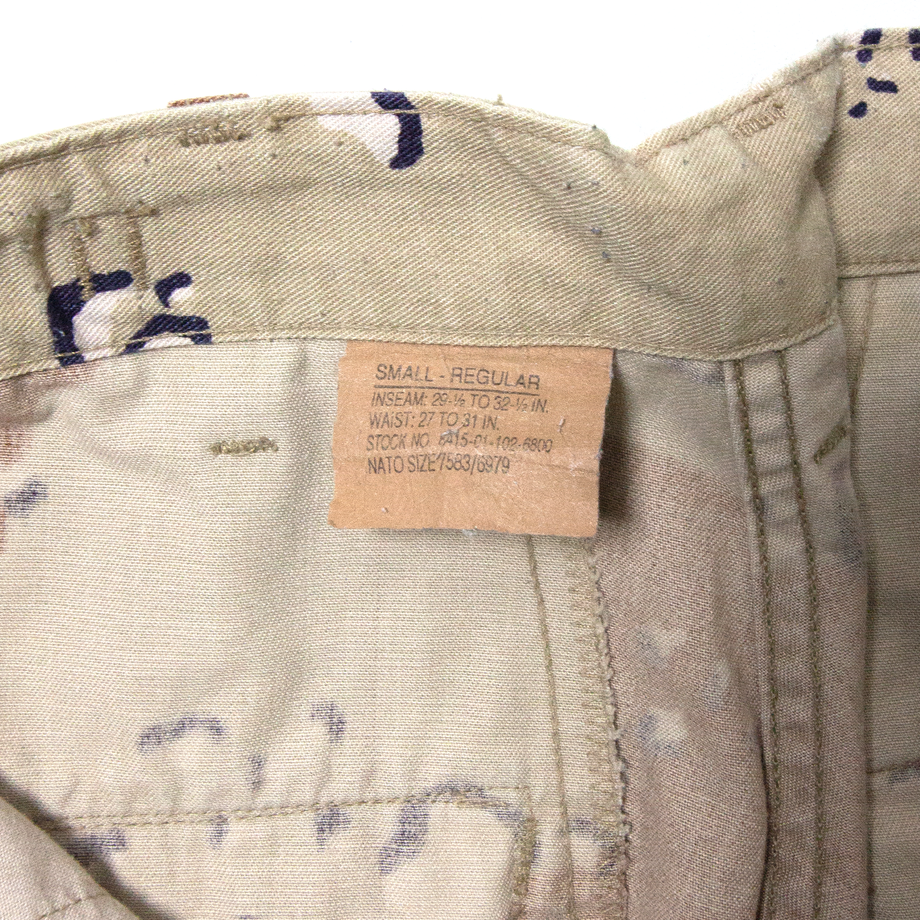 SMALL - REGULAR
INSEAM: 29-½ TO 32-½ IN.
WAIST: 27 TO 31 IN.
STOCK NO. 8415-01-102-6800
NATO SIZE 7583/6979